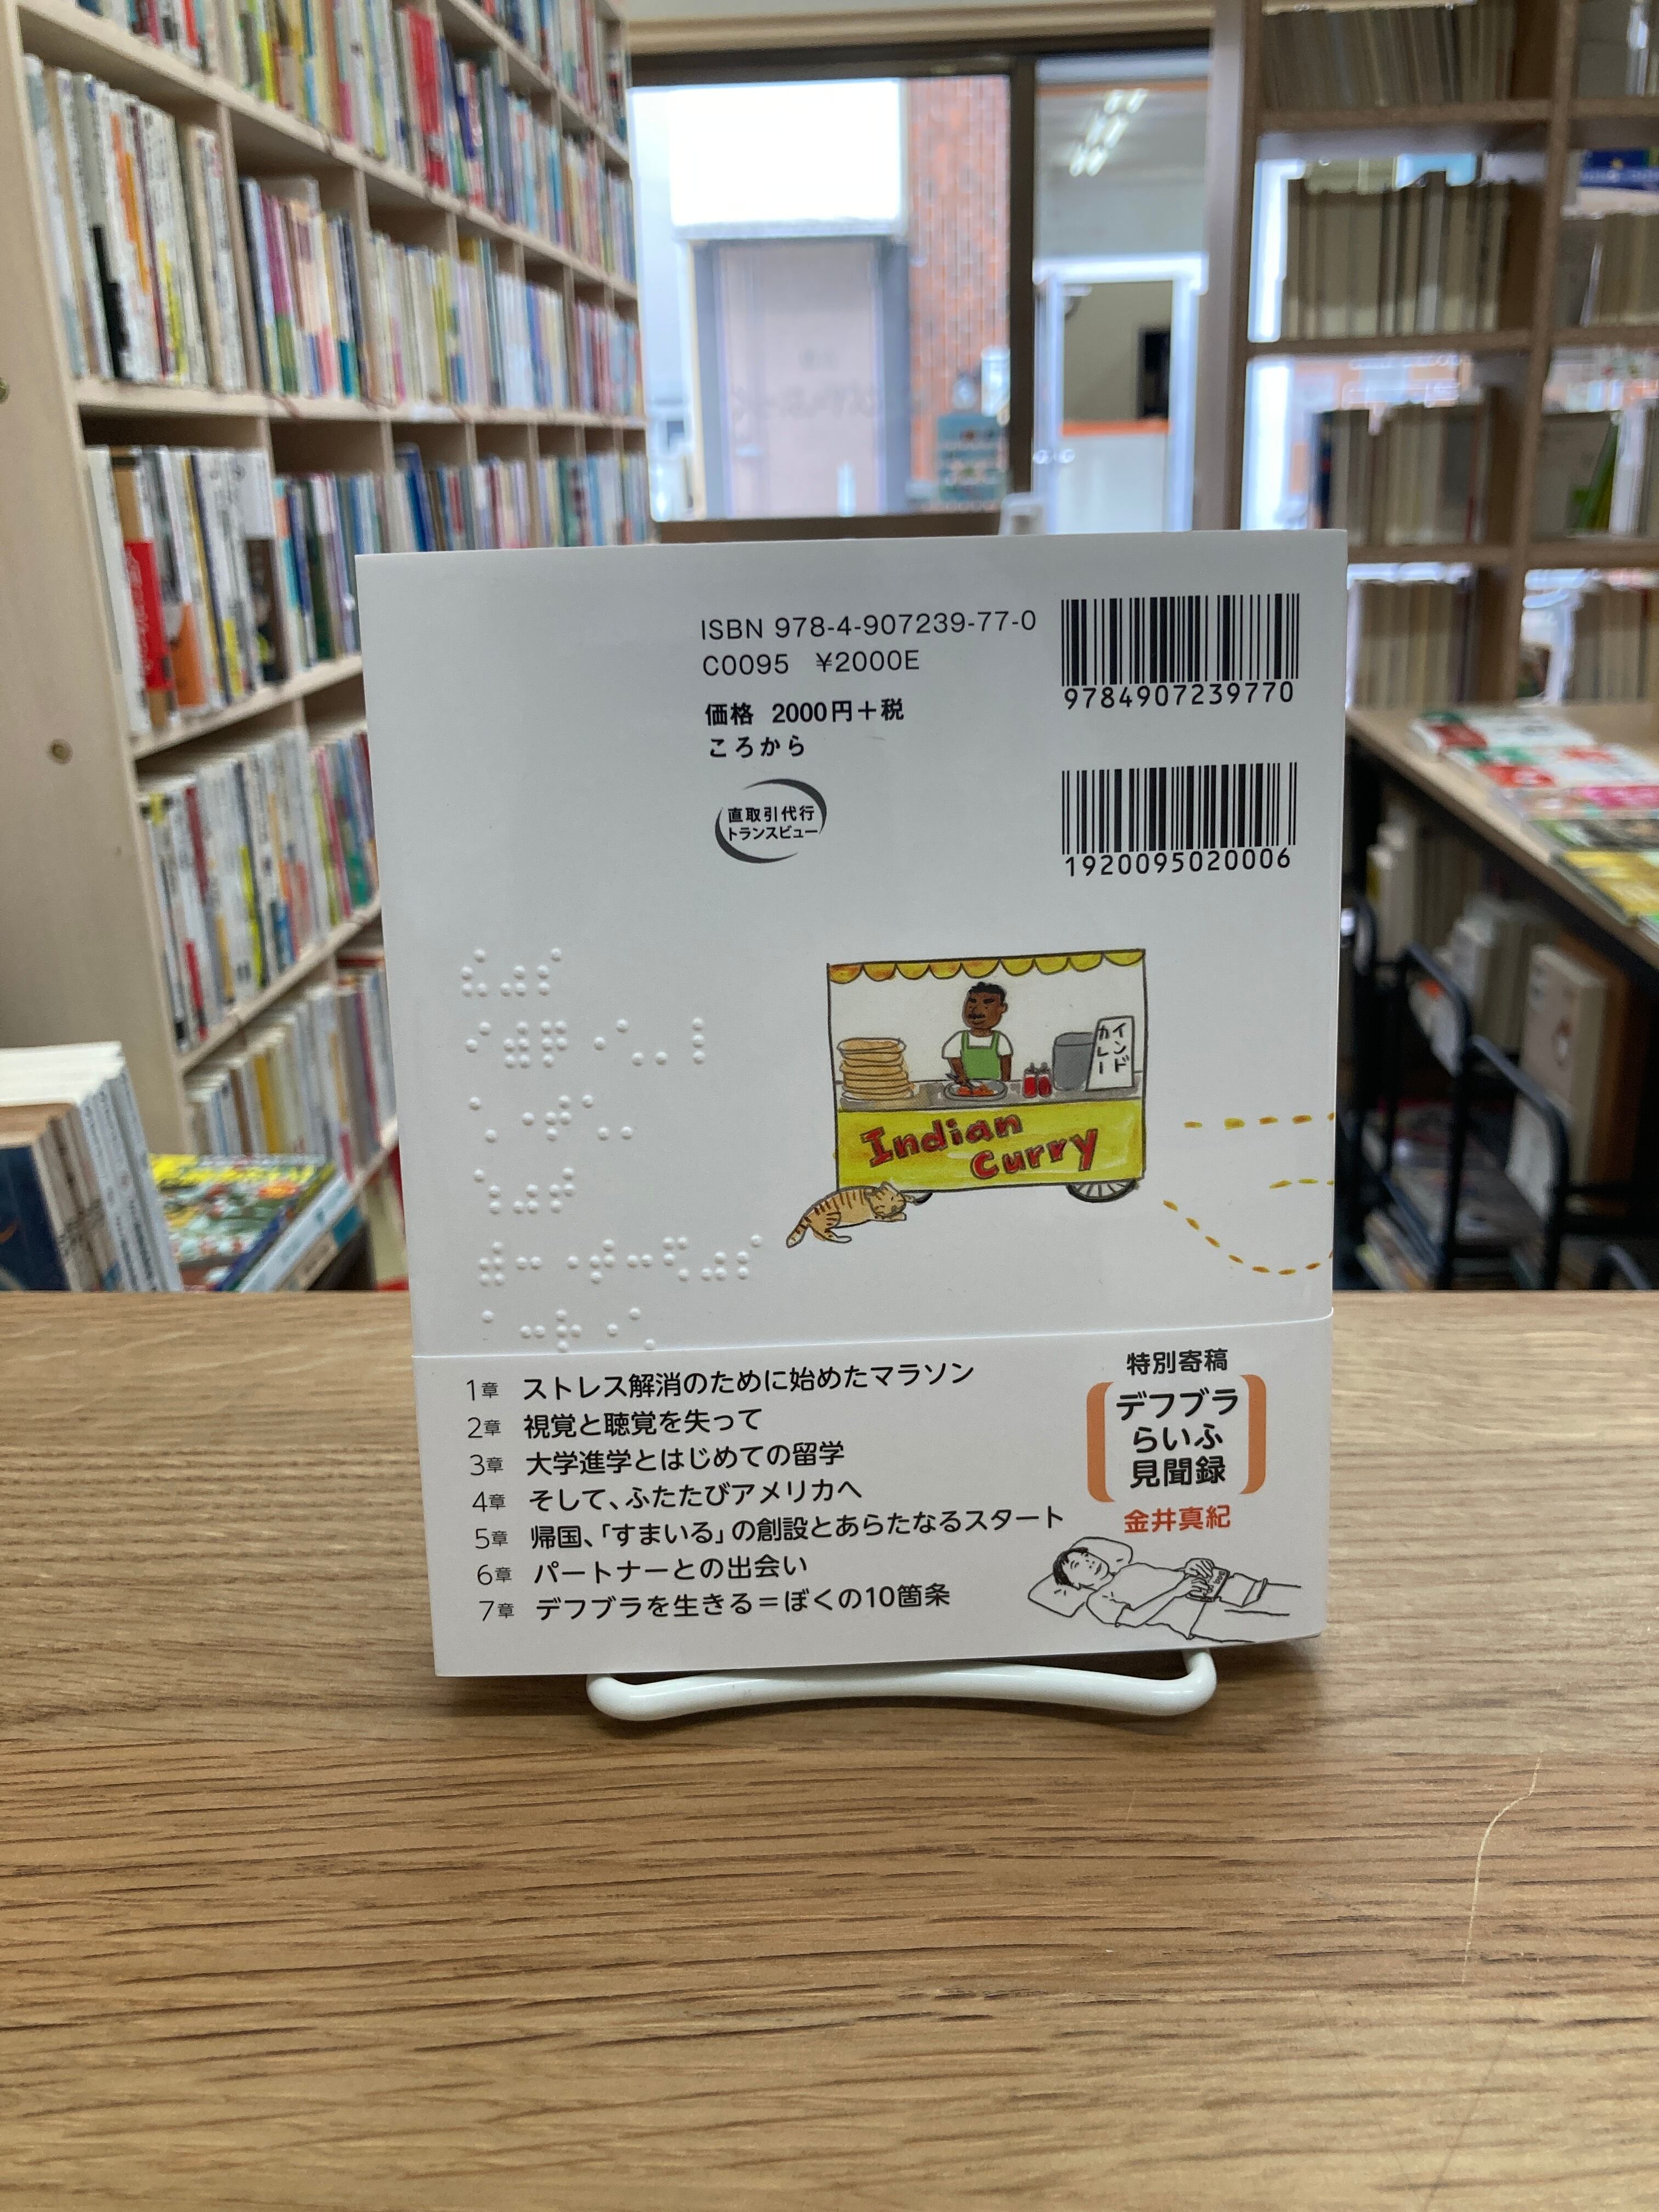 ISBN 978-4-907239-77-0
C0095 ¥2000E
価格 2000円+税
ころから
直取引代行
トランスビュー
9784907239770
1920095020006
インド
カレー
Indian
Curry
1章 ストレス解消のために始めたマラソン
2章 視覚と聴覚を失って
3章 大学進学とはじめての留学
4章 そして、ふたたびアメリカへ
5章 帰国、「すまいる」の創設とあらたなるスタート
6章 パートナーとの出会い
7章 デフブラを生きる=ぼくの10箇条
特別寄稿
デフブラ
らいふ
見聞録
金井真紀